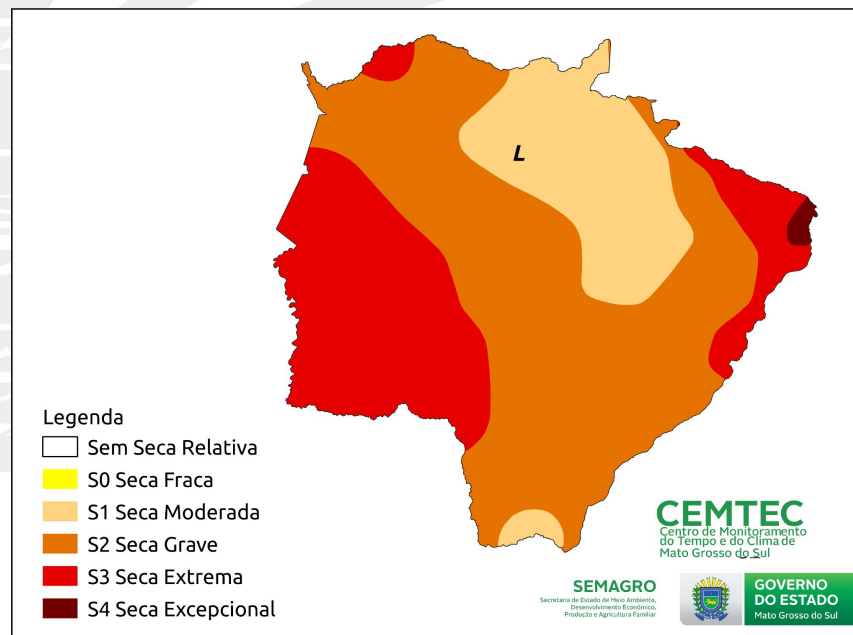 L
Legenda
Sem Seca Relativa
S0 Seca Fraca
S1 Seca Moderada
S2 Seca Grave
S3 Seca Extrema
S4 Seca Excepcional
CEMTEC
Centro de Monitoramento
do Tempo e do Clima de
Mato Grosso do Sul
SEMAGRO
Secretaria de Estado de Meio Ambiente,
Desenvolvimento Econômico,
Produção e Agricultura Familiar
GOVERNO
DO ESTADO
Mato Grosso do Sul